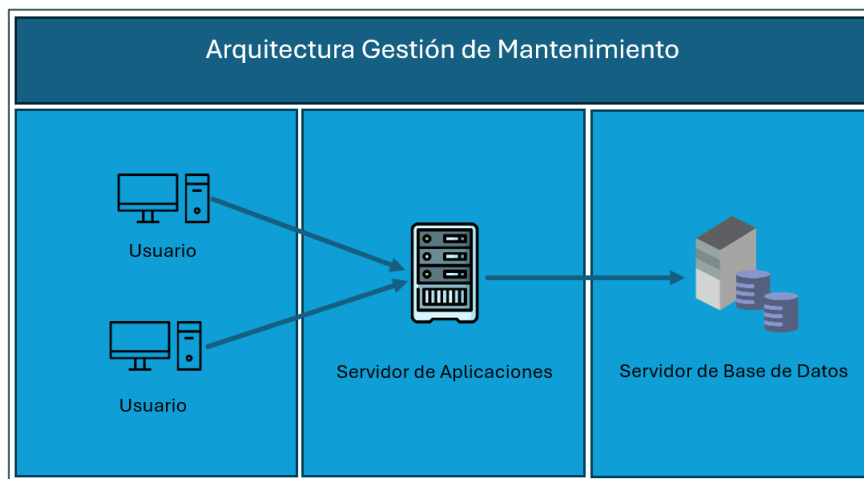 Arquitectura Gestión de Mantenimiento
Usuario
Usuario
Servidor de Aplicaciones
Servidor de Base de Datos